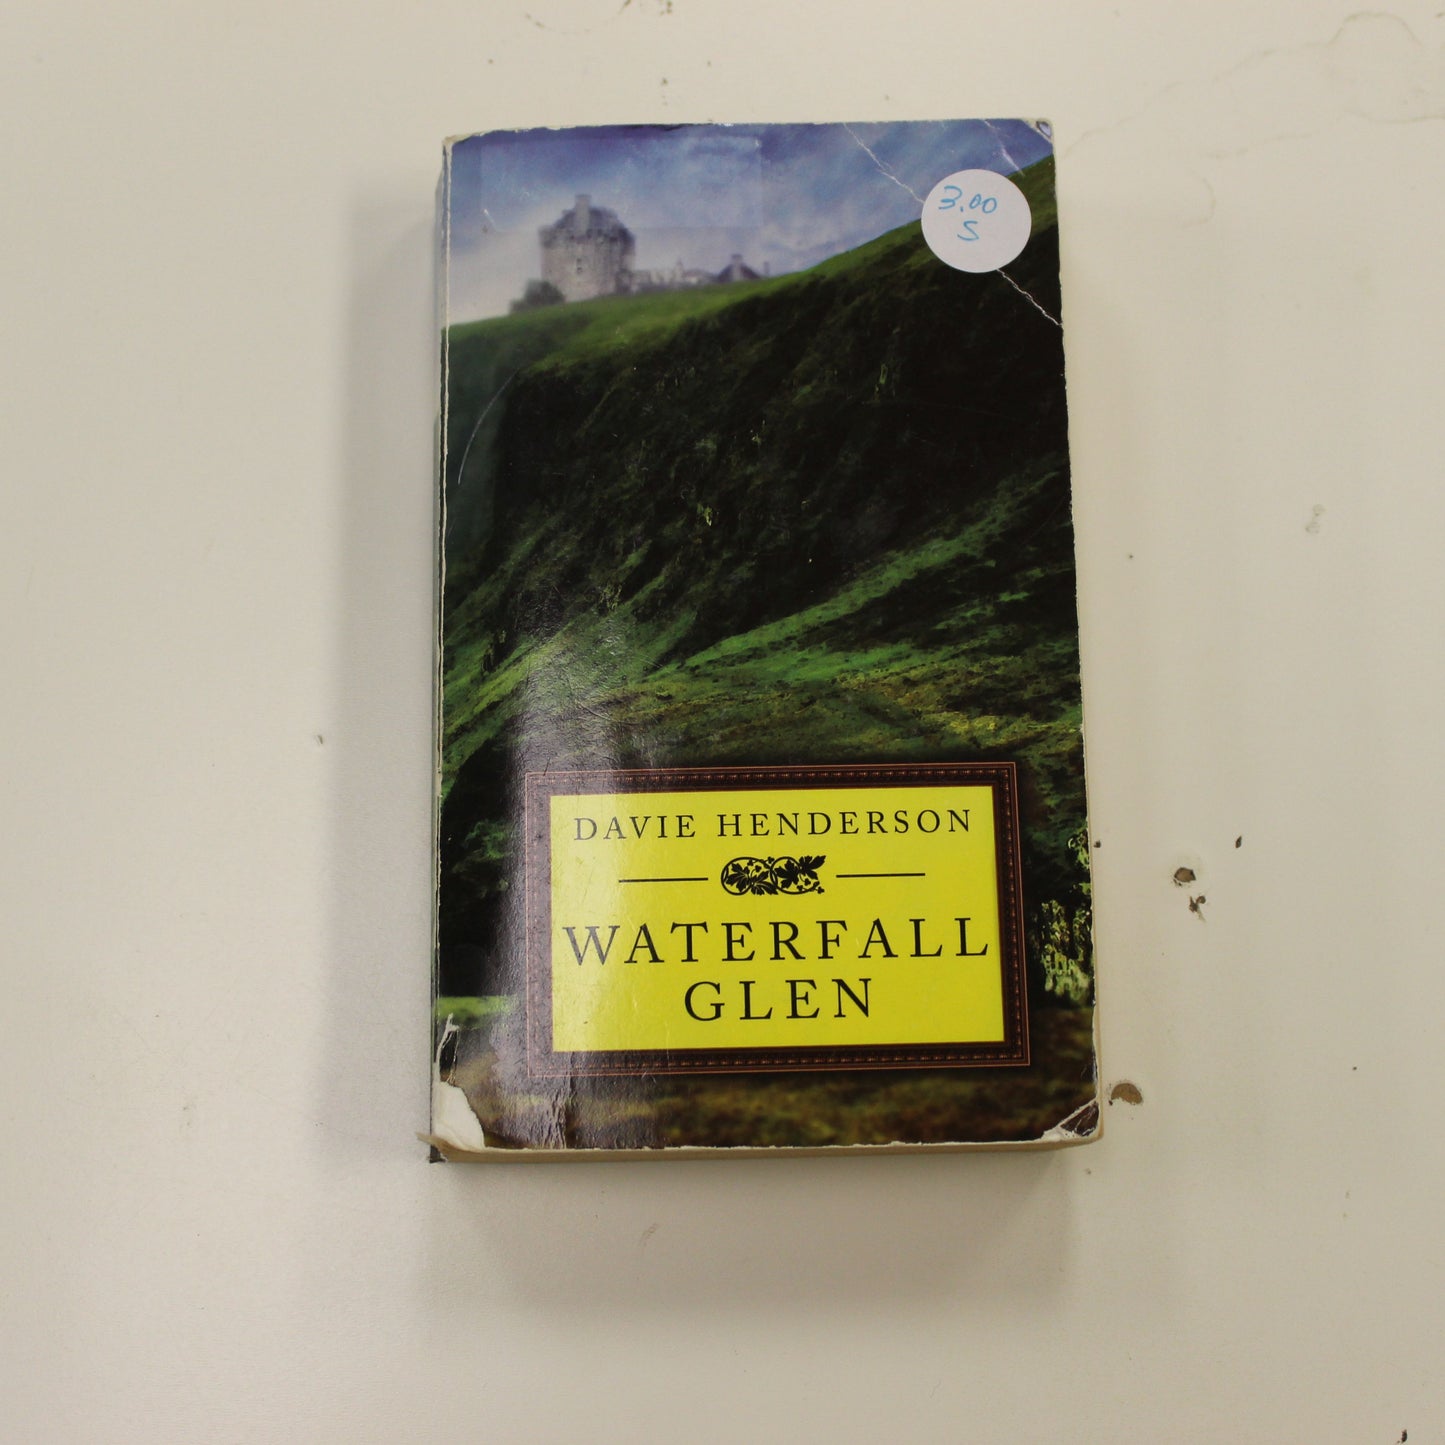 3.00
S
DAVIE HENDERSON
WATERFALL
GLEN